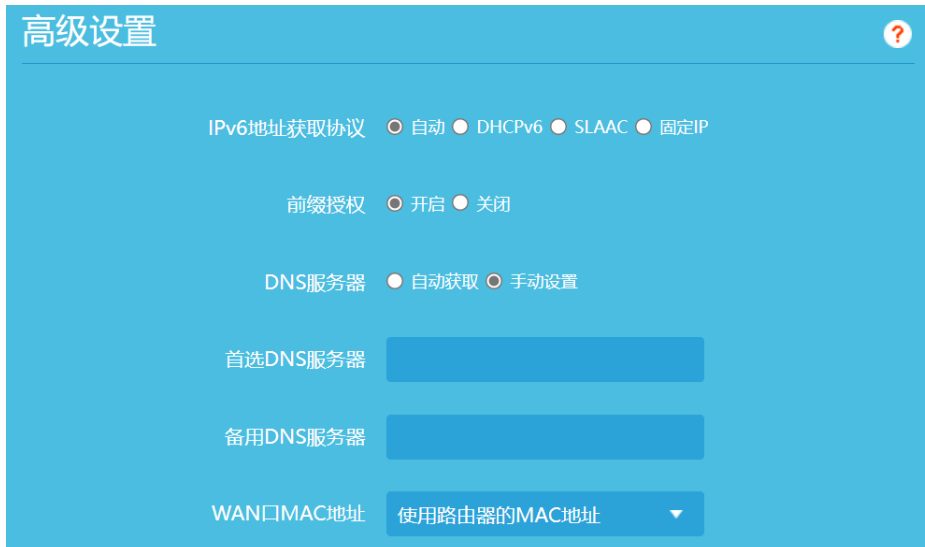 高级设置
?
IPv6地址获取协议 自动 DHCPv6 SLAAC 固定IP
前缀授权 开启 关闭
DNS服务器 自动获取 手动设置
首选DNS服务器
备用DNS服务器
WAN口MAC地址 使用路由器的MAC地址